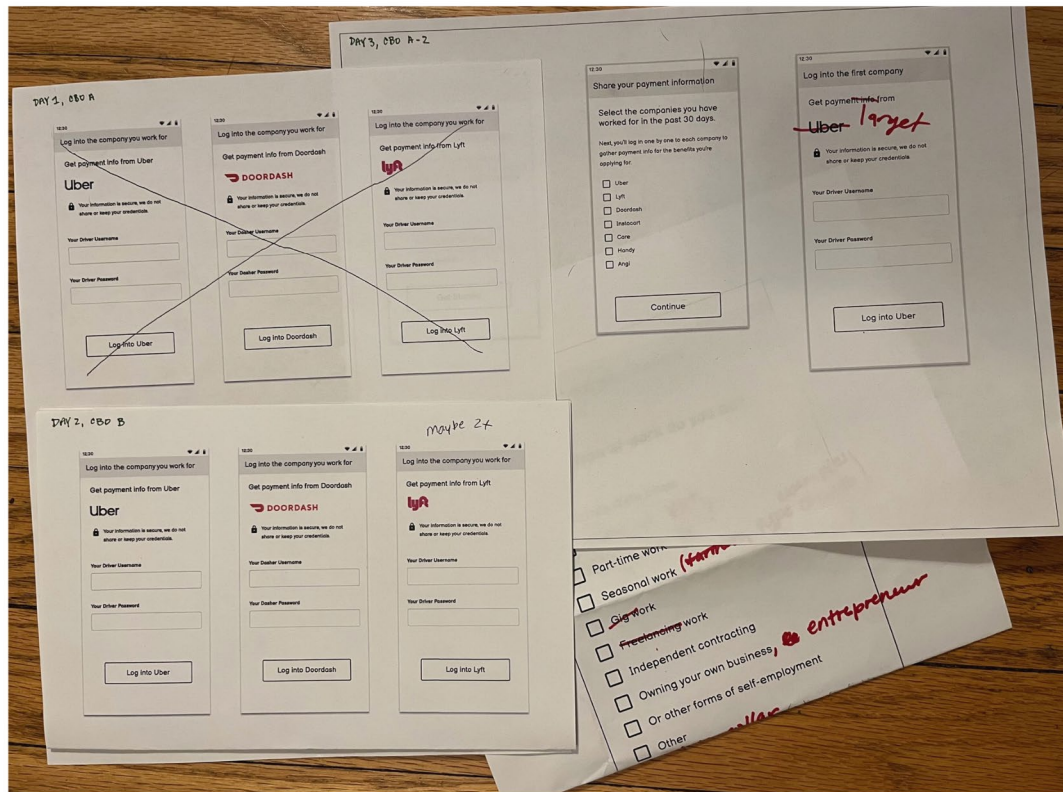 DAY 1, CBO A
12:30
Log into the company you work for
Get payment info from Uber
Uber
Your information is secure, we do not
share or keep your credentials.
Your Driver Username
Your Driver Password
Log into Uber
12:30
Log into the company you work for
Get payment info from Doordash
DOORDASH
Your information is secure, we do not
share or keep your credentials.
Your Dasher Username
Your Dasher Password
Log into Doordash
12:30
Log into the company you work for
Get payment info from Lyft
lyft
Your information is secure, we do not
share or keep your credentials.
Your Driver Username
Your Driver Password
Log into Lyft
DAY 3, CBO A-2
12:30
Share your payment information
Select the companies you have
worked for in the past 30 days.
Next, you'll log in one by one to each company to
gather payment info for the benefits you're
applying for.
Uber
Lyft
Doordash
Instacart
Care
Handy
Angi
Continue
12:30
Log into the first company
Get payment info from
Uber Target
Your information is secure, we do not
share or keep your credentials.
Your Driver Username
Your Driver Password
Log into Uber
DAY 2, CBO B
maybe 2x
12:30
Log into the company you work for
Get payment info from Uber
Uber
Your information is secure, we do not
share or keep your credentials.
Your Driver Username
Your Driver Password
Log into Uber
12:30
Log into the company you work for
Get payment info from Doordash
DOORDASH
Your information is secure, we do not
share or keep your credentials.
Your Dasher Username
Your Dasher Password
Log into Doordash
12:30
Log into the company you work for
Get payment info from Lyft
lyft
Your information is secure, we do not
share or keep your credentials.
Your Driver Username
Your Driver Password
Log into Lyft
Part-time work
Seasonal work
Gig work
Freelancing work
Independent contracting
Owning your own business, entrepreneur
Or other forms of self-employment
Other